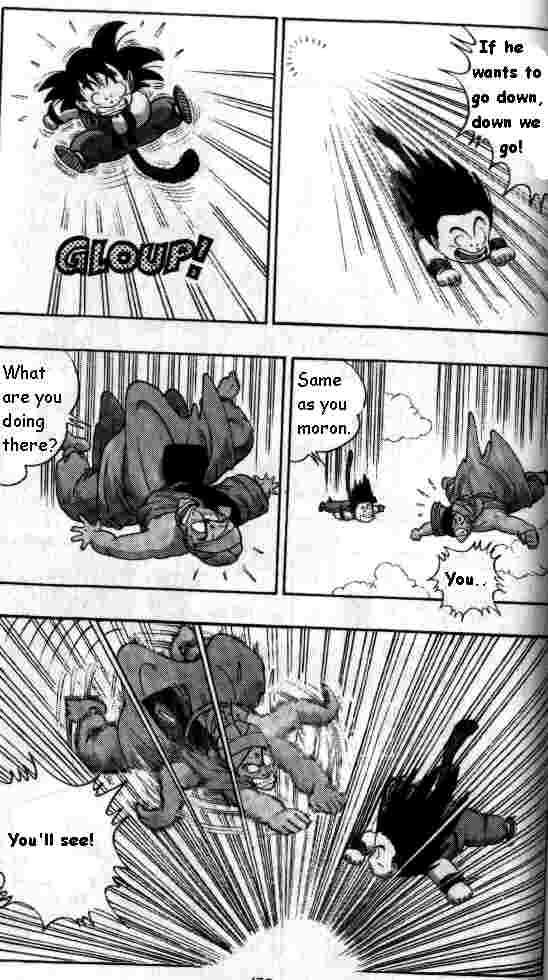 GLOUP!
If he
wants to
go down,
down we
go!
What
are you
doing
there?
Same
as you
moron.
You..
You'll see!